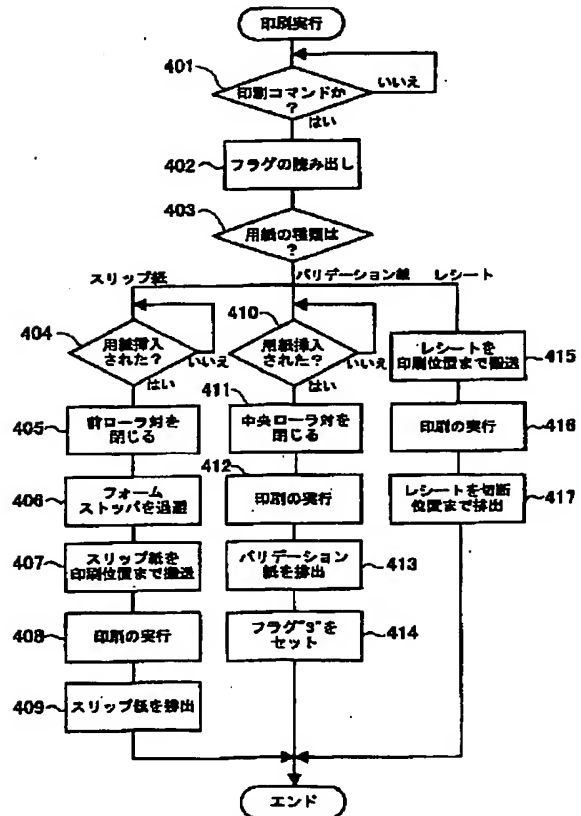 印刷実行
401
印刷コマンドか
?
いいえ
はい
402
フラグの読み出し
403
用紙の種類は
?
スリップ紙
バリデーション紙
レシート
404
用紙挿入
された?
いいえ
はい
405
前ローラ対を
閉じる
406
フォーム
ストッパを退避
407
スリップ紙を
印刷位置まで搬送
408
印刷の実行
409
スリップ紙を排出
410
用紙挿入
された?
いいえ
はい
411
中央ローラ対を
閉じる
412
印刷の実行
バリデーション
紙を排出
413
フラグ"3"を
セット
414
レシートを
印刷位置まで搬送
415
印刷の実行
416
レシートを切断
位置まで排出
417
エンド